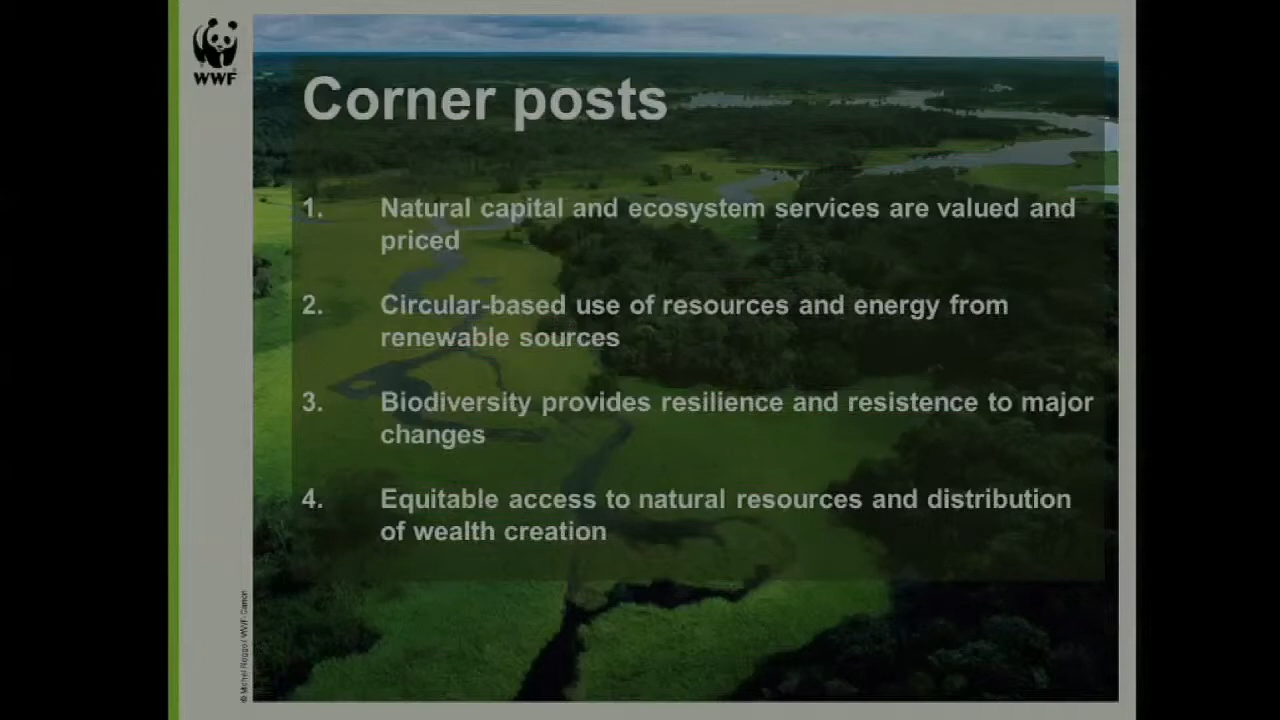 WWF
Corner posts
1. Natural capital and ecosystem services are valued and
priced
2. Circular-based use of resources and energy from
renewable sources
3. Biodiversity provides resilience and resistence to major
changes
4. Equitable access to natural resources and distribution
of wealth creation